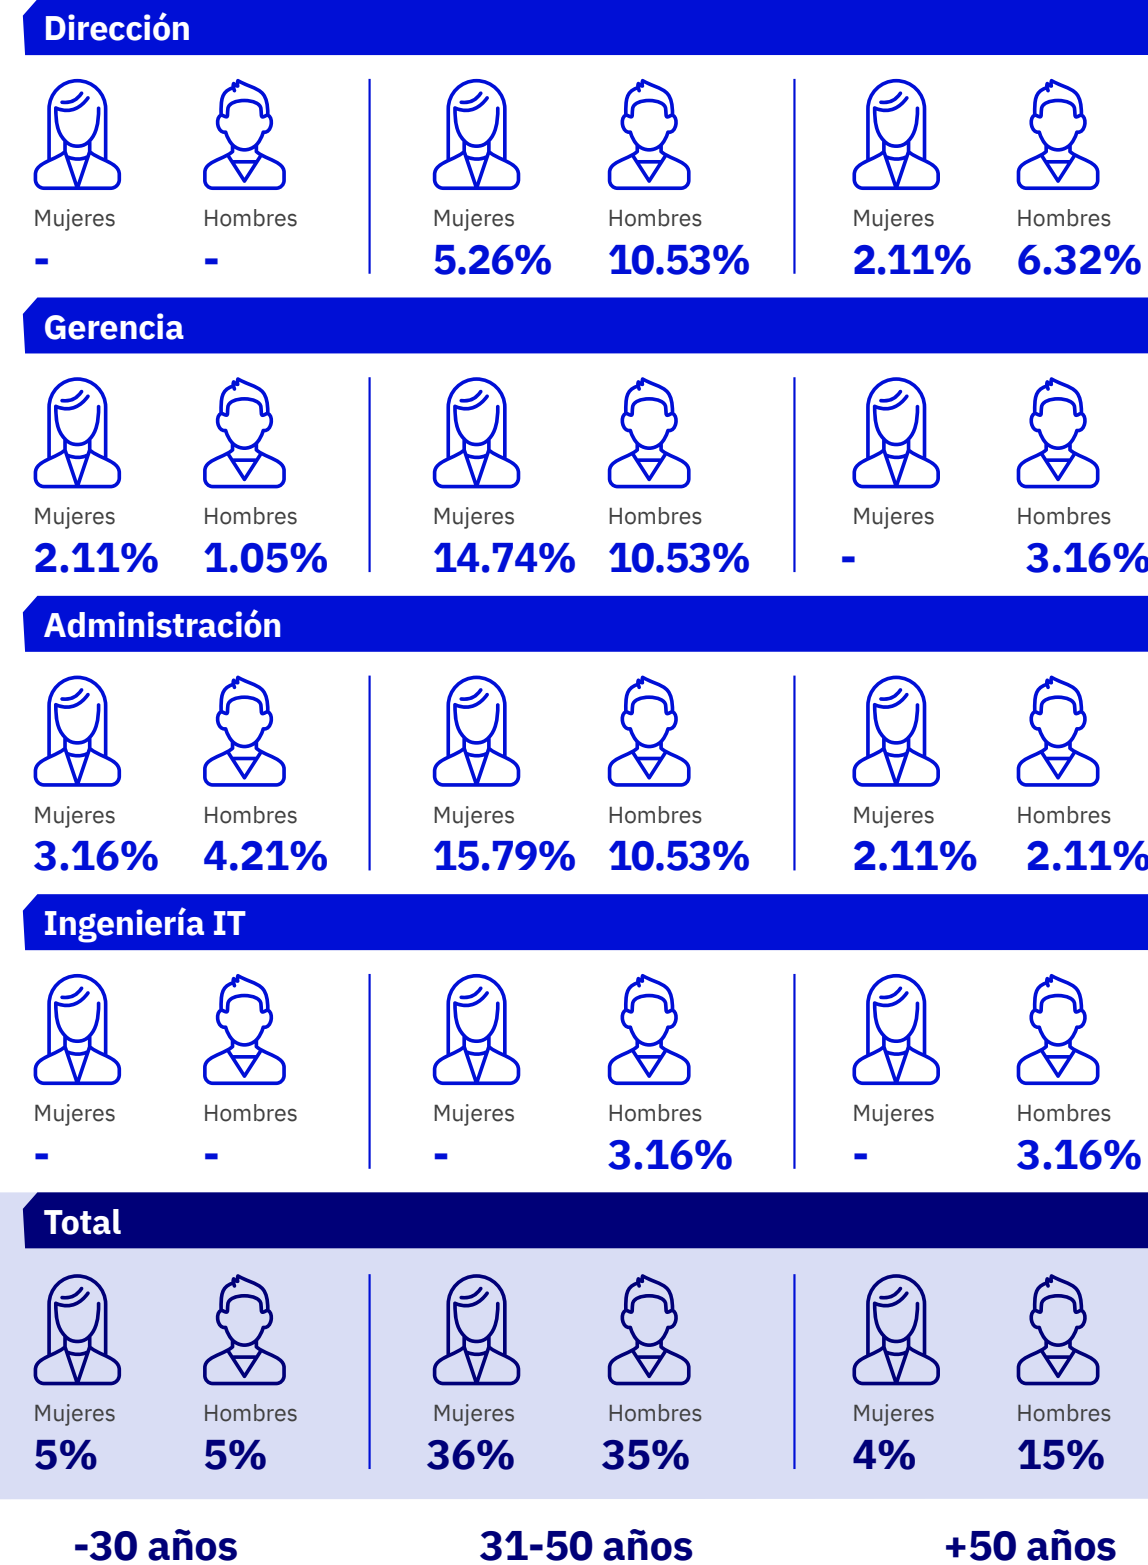 Dirección
Mujeres Hombres Mujeres Hombres Mujeres Hombres
- - 5.26% 10.53% 2.11% 6.32%
Gerencia
Mujeres Hombres Mujeres Hombres Mujeres Hombres
2.11% 1.05% 14.74% 10.53% - 3.16%
Administración
Mujeres Hombres Mujeres Hombres Mujeres Hombres
3.16% 4.21% 15.79% 10.53% 2.11% 2.11%
Ingeniería IT
Mujeres Hombres Mujeres Hombres Mujeres Hombres
- - - 3.16% - 3.16%
Total
Mujeres Hombres Mujeres Hombres Mujeres Hombres
5% 5% 36% 35% 4% 15%
-30 años 31-50 años +50 años